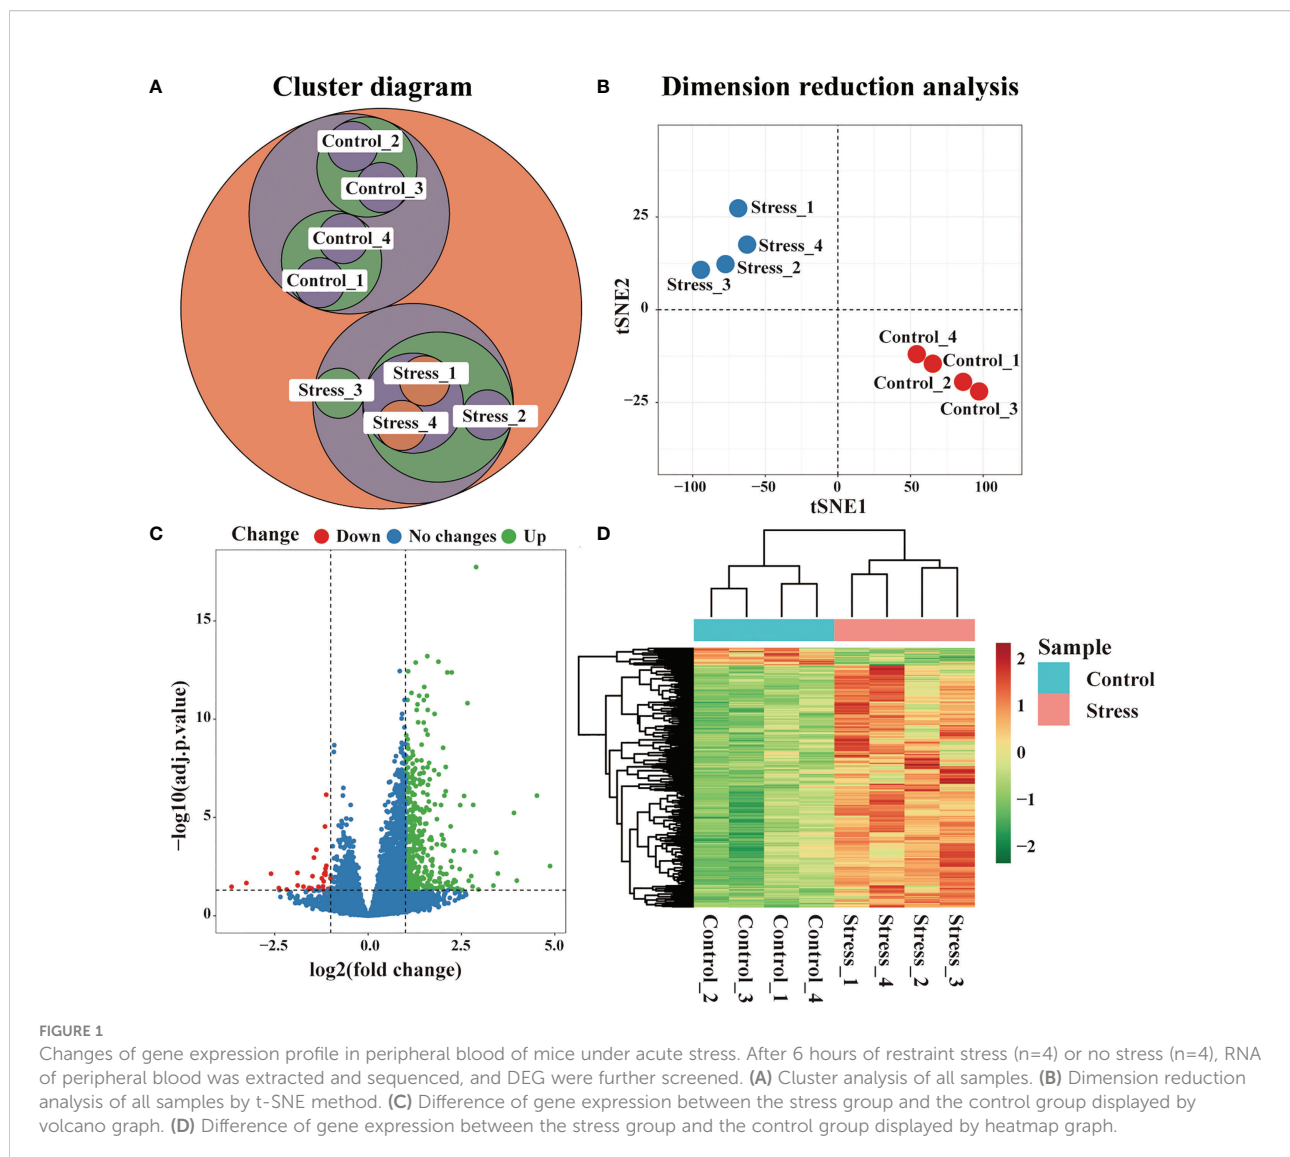 A
Cluster diagram
Control_2
Control_3
Control_4
Control_1
Stress_1
Stress_3
Stress_2
Stress_4
B
Dimension reduction analysis
tSNE2
25
0
−25
Stress_1
Stress_4
Stress_2
Stress_3
Control_4
Control_1
Control_2
Control_3
−100
−50
0
50
100
tSNE1
C
Change
Down
No changes
Up
−log10(adj.p.value)
15
10
5
0
−2.5
0.0
2.5
5.0
log2(fold change)
D
2
1
0
−1
−2
Sample
Control
Stress
Control_2
Control_3
Control_1
Control_4
Stress_1
Stress_4
Stress_2
Stress_3
FIGURE 1
Changes of gene expression profile in peripheral blood of mice under acute stress. After 6 hours of restraint stress (n=4) or no stress (n=4), RNA
of peripheral blood was extracted and sequenced, and DEG were further screened. (A) Cluster analysis of all samples. (B) Dimension reduction
analysis of all samples by t-SNE method. (C) Difference of gene expression between the stress group and the control group displayed by
volcano graph. (D) Difference of gene expression between the stress group and the control group displayed by heatmap graph.